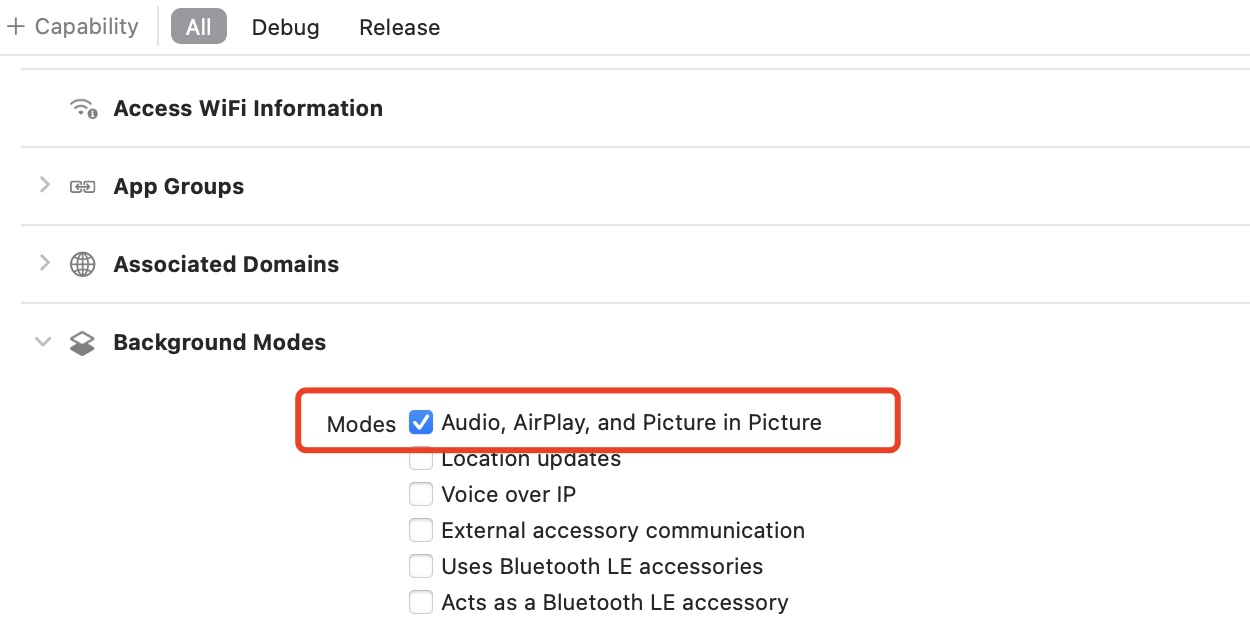 + Capability All Debug Release
Access WiFi Information
App Groups
Associated Domains
Background Modes
Modes Audio, AirPlay, and Picture in Picture
Location updates
Voice over IP
External accessory communication
Uses Bluetooth LE accessories
Acts as a Bluetooth LE accessory